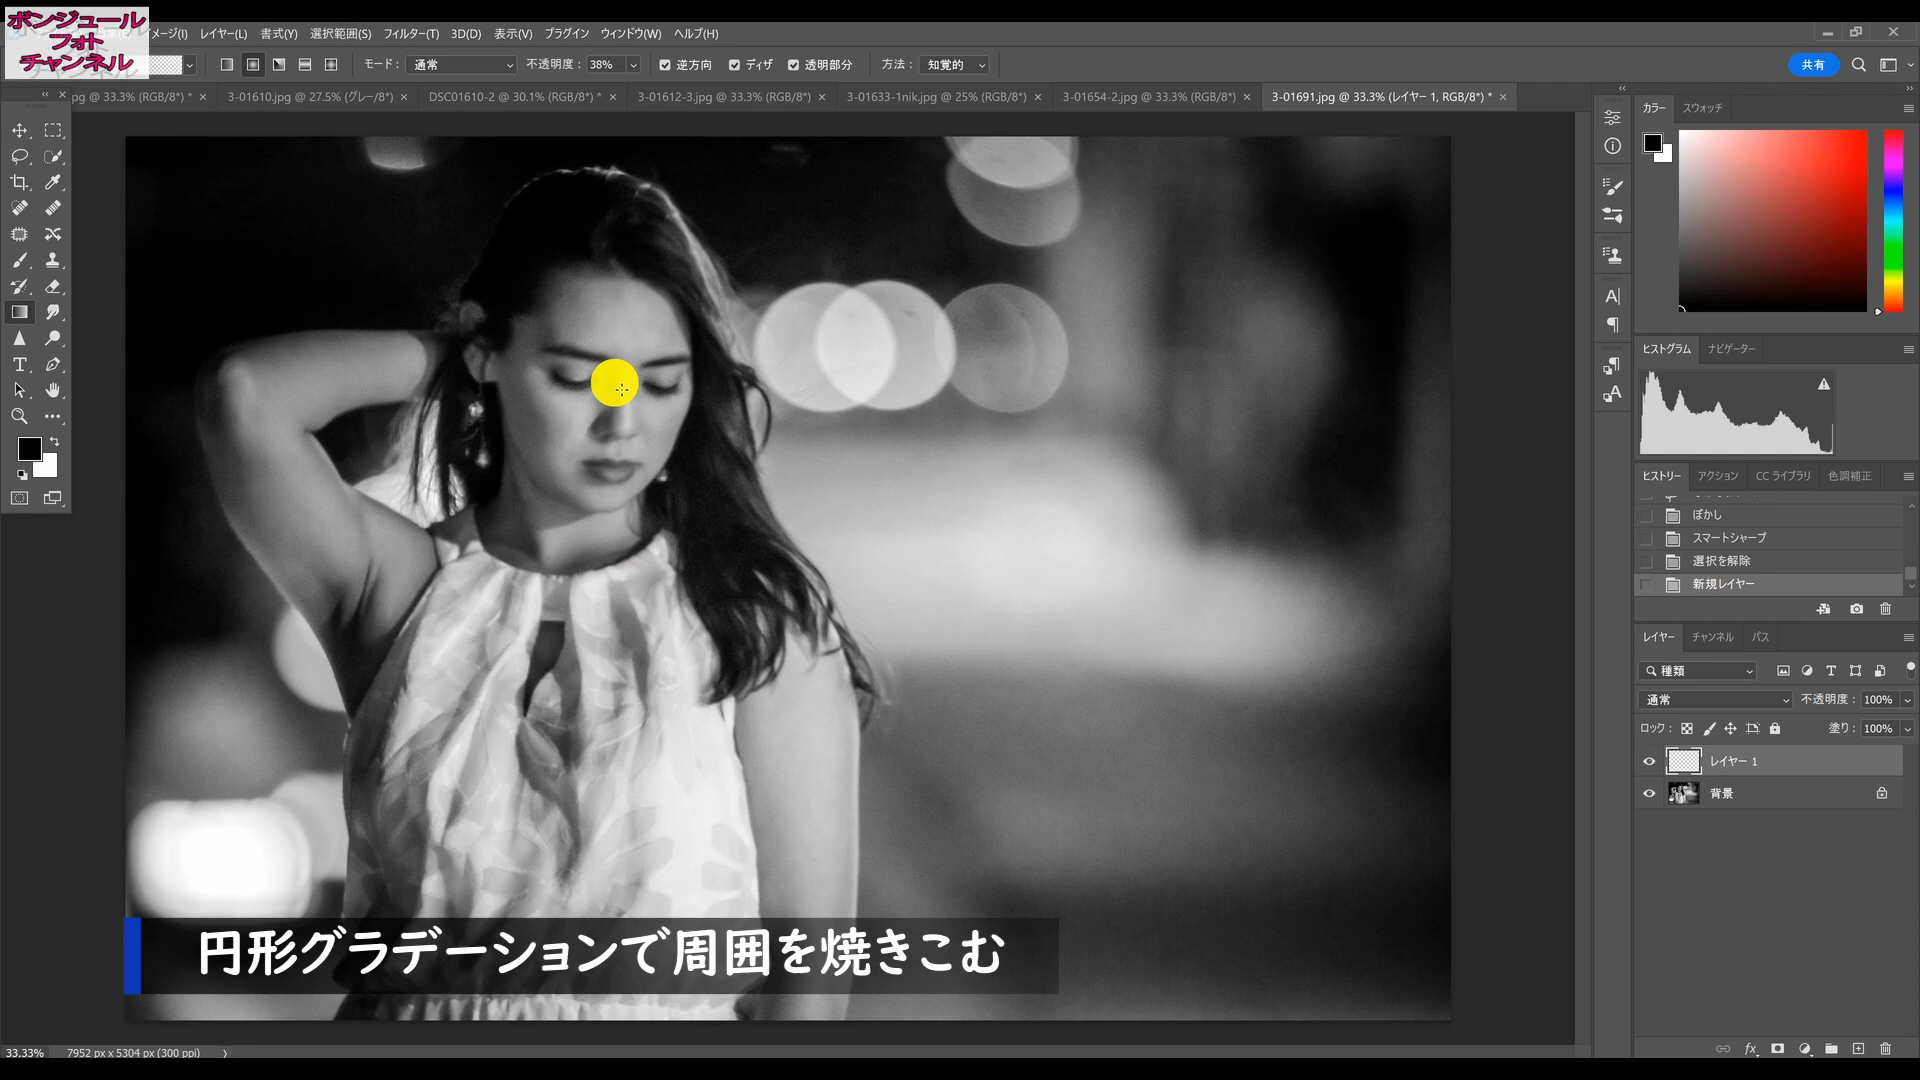 ボンジュール
フォト
チャンネル
イメージ(I) レイヤー(L) 書式(Y) 選択範囲(S) フィルター(T) 3D(D) 表示(V) プラグイン ウィンドウ(W) ヘルプ(H)
モード: 通常 不透明度: 38% 逆方向 ディザ 透明部分 方法: 知覚的 共有
pg @ 33.3% (RGB/8*) * 3-01610.jpg @ 27.5% (グレー/8*) DSC01610-2 @ 30.1% (RGB/8*) * 3-01612-3.jpg @ 33.3% (RGB/8*) 3-01633-1nik.jpg @ 25% (RGB/8*) 3-01654-2.jpg @ 33.3% (RGB/8*) 3-01691.jpg @ 33.3% (レイヤー 1, RGB/8*) *
カラー スウォッチ
ヒストグラム ナビゲーター
ヒストリー アクション CC ライブラリ 色調補正
ぼかし
スマートシャープ
選択を解除
新規レイヤー
レイヤー チャンネル パス
種類
通常 不透明度: 100%
ロック: 塗り: 100%
レイヤー 1
背景
円形グラデーションで周囲を焼きこむ
33.33% 7952 px x 5304 px (300 ppi)